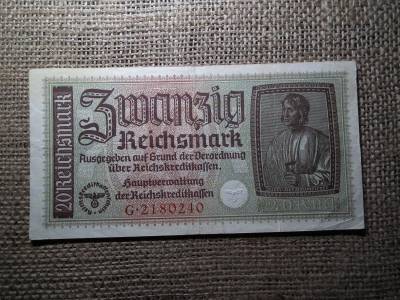 20 Reichsmark
Zwanzig
Reichsmark
Ausgegeben auf Grund der Verordnung
über Reichskreditkassen.
Hauptverwaltung
der Reichskreditkassen
G·2180240